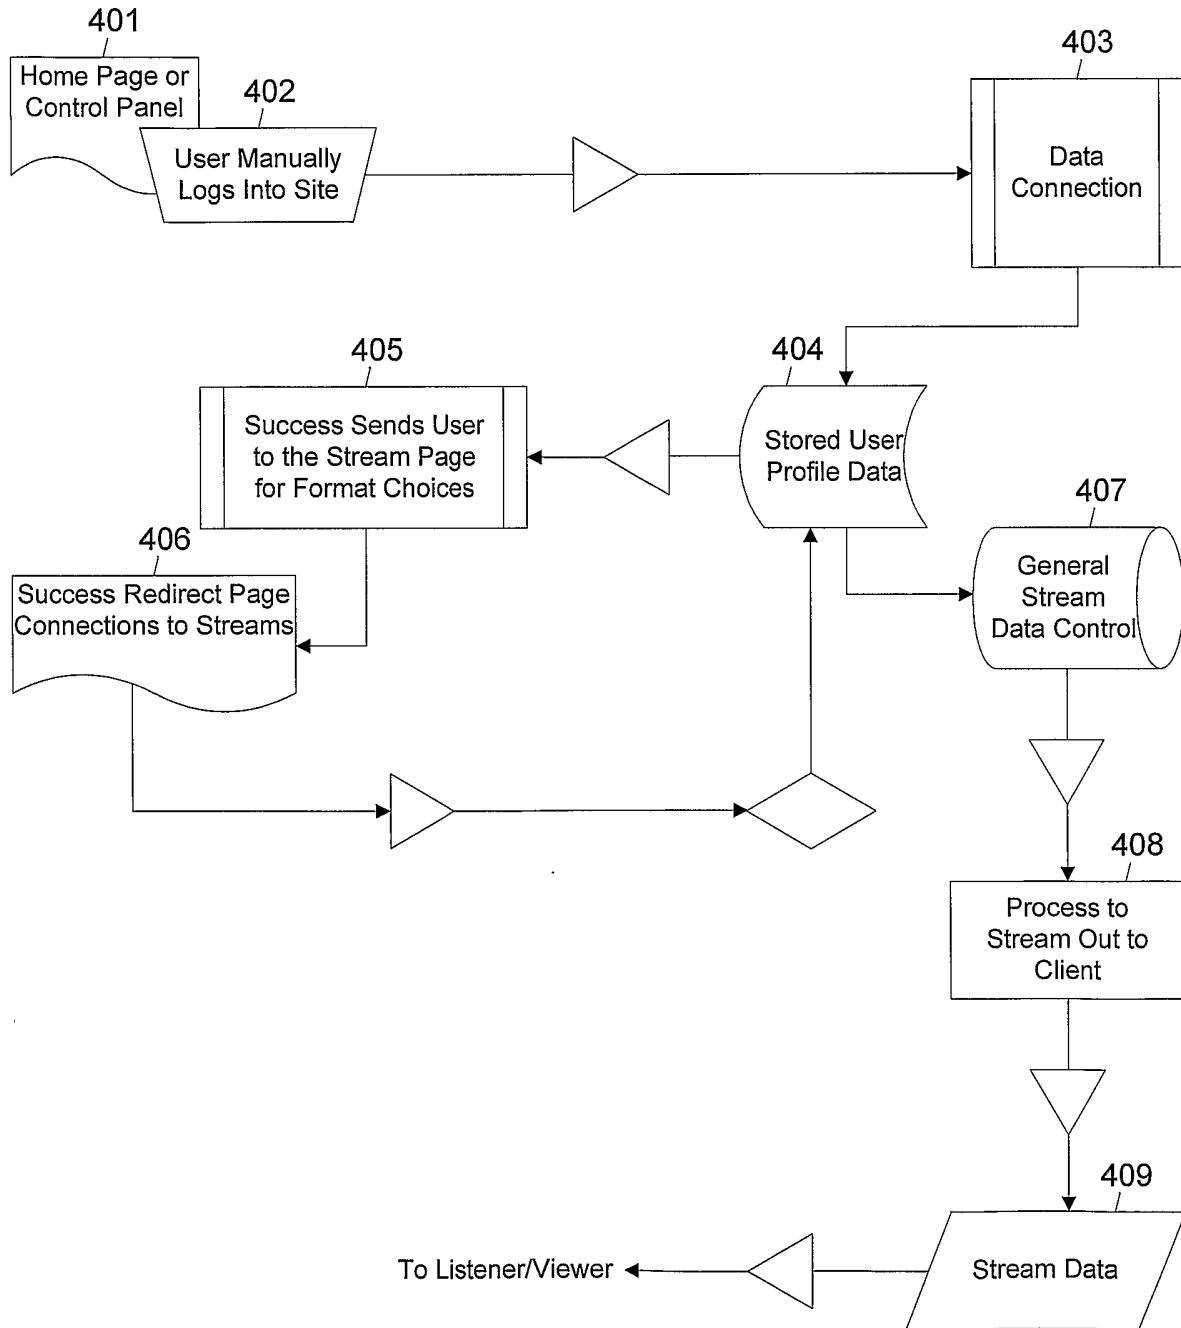 401
Home Page or
Control Panel
402
User Manually
Logs Into Site
403
Data
Connection
404
Stored User
Profile Data
405
Success Sends User
to the Stream Page
for Format Choices
406
Success Redirect Page
Connections to Streams
407
General
Stream
Data Control
408
Process to
Stream Out to
Client
409
Stream Data
To Listener/Viewer